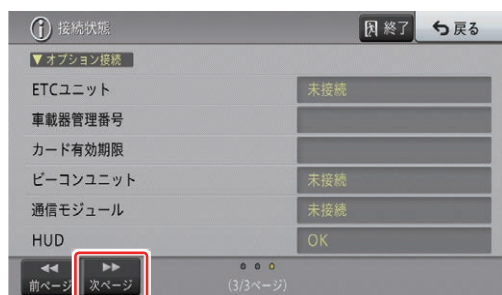 接続状態
終了
戻る
▼オプション接続
ETCユニット 未接続
車載器管理番号
カード有効期限
ビーコンユニット 未接続
通信モジュール 未接続
HUD OK
前ページ 次ページ (3/3ページ)